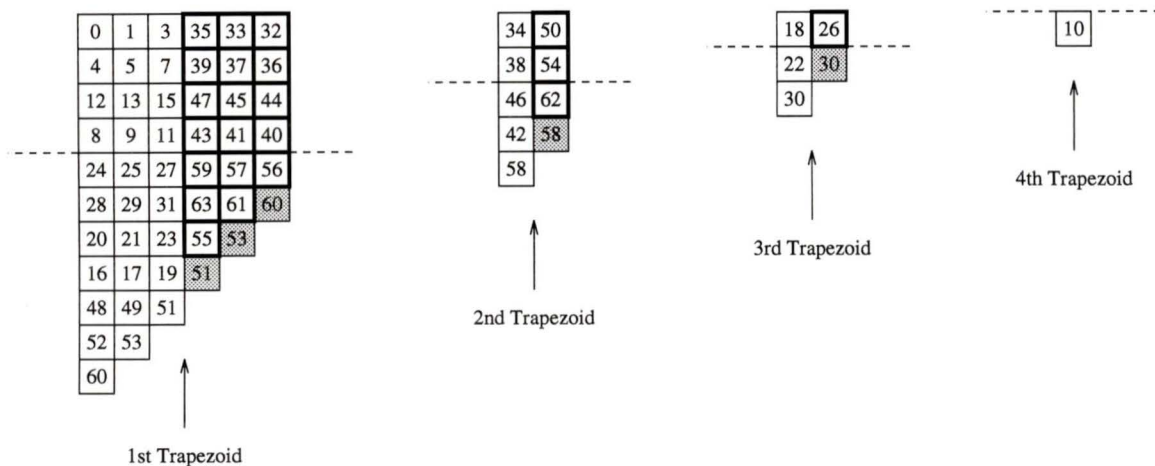 0 1 3 35 33 32 34 50 18 26 10
4 5 7 39 37 36 38 54 22 30
12 13 15 47 45 44 46 62 30
8 9 11 43 41 40 42 58
24 25 27 59 57 56 58
28 29 31 63 61 60
20 21 23 55 53
16 17 19 51
48 49 51
52 53
60
4th Trapezoid
3rd Trapezoid
2nd Trapezoid
1st Trapezoid